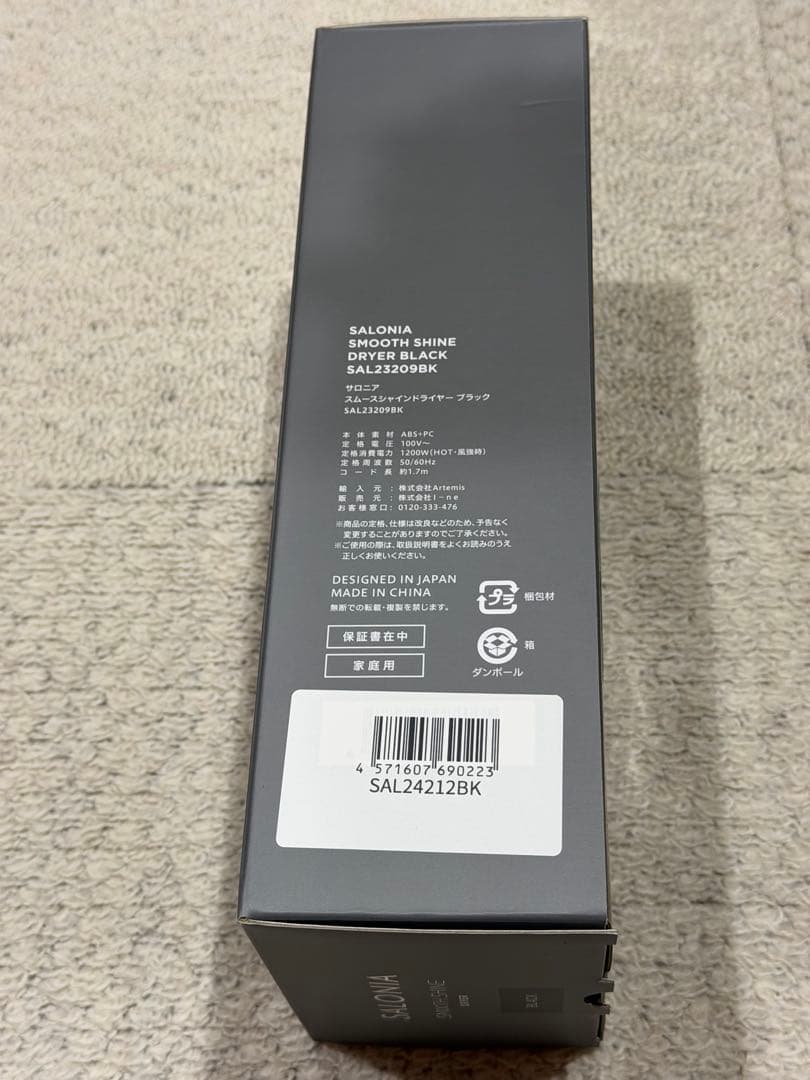 SALONIA
SMOOTH SHINE
DRYER BLACK
SAL23209BK
サロニア
スムースシャインドライヤー ブラック
SAL23209BK
本体素材 ABS+PC
定格電圧 100V～
定格消費電力 1200W(HOT・風強時)
定格周波数 50/60Hz
コード長 約1.7m
輸入元：株式会社Artemis
販売元：株式会社I-ne
お客様窓口：0120-333-476
※商品の定格、仕様は改良などのため、予告なく
変更することがありますのでご了承ください。
※ご使用の際は、取扱説明書をよくお読みのうえ
正しくお使いください。
DESIGNED IN JAPAN
MADE IN CHINA
無断での転載・複製を禁じます。
プラ 梱包材
保証書在中
家庭用
箱
ダンボール
4 571607 690223
SAL24212BK
SALONIA
SMOOTH SHINE
DRYER
BLACK